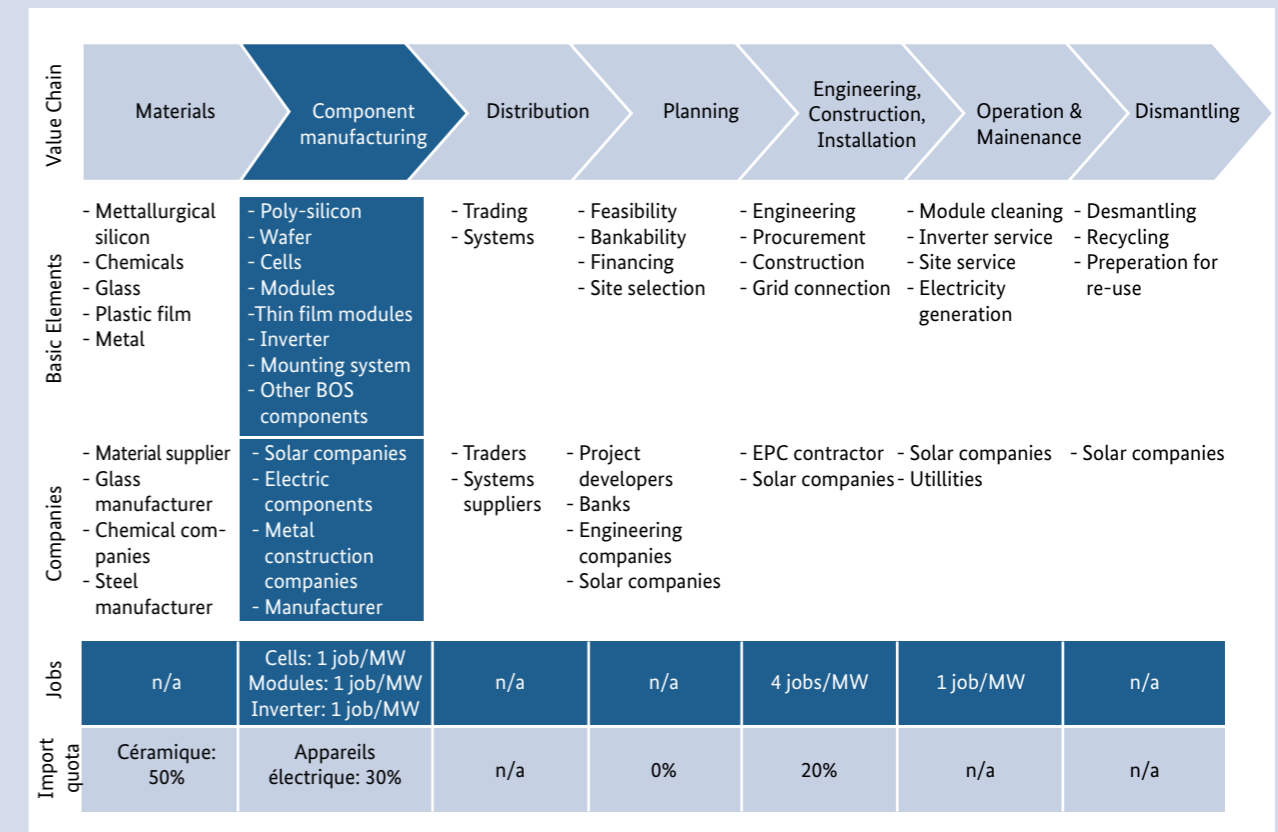 Value Chain
Materials
Component
manufacturing
Distribution
Planning
Engineering,
Construction,
Installation
Operation &
Mainenance
Dismantling
Basic Elements
- Mettallurgical
silicon
- Chemicals
- Glass
- Plastic film
- Metal
- Poly-silicon
- Wafer
- Cells
- Modules
-Thin film modules
- Inverter
- Mounting system
- Other BOS
components
- Trading
- Systems
- Feasibility
- Bankability
- Financing
- Site selection
- Engineering
- Procurement
- Construction
- Grid connection
- Module cleaning
- Inverter service
- Site service
- Electricity
generation
- Desmantling
- Recycling
- Preperation for
re-use
Companies
- Material supplier
- Glass
manufacturer
- Chemical com-
panies
- Steel
manufacturer
- Solar companies
- Electric
components
- Metal
construction
companies
- Manufacturer
- Traders
- Systems
suppliers
- Project
developers
- Banks
- Engineering
companies
- Solar companies
- EPC contractor
- Solar companies
- Solar companies
- Utillities
- Solar companies
Jobs
n/a
Cells: 1 job/MW
Modules: 1 job/MW
Inverter: 1 job/MW
n/a
n/a
4 jobs/MW
1 job/MW
n/a
Import
quota
Céramique:
50%
Appareils
électrique: 30%
n/a
0%
20%
n/a
n/a